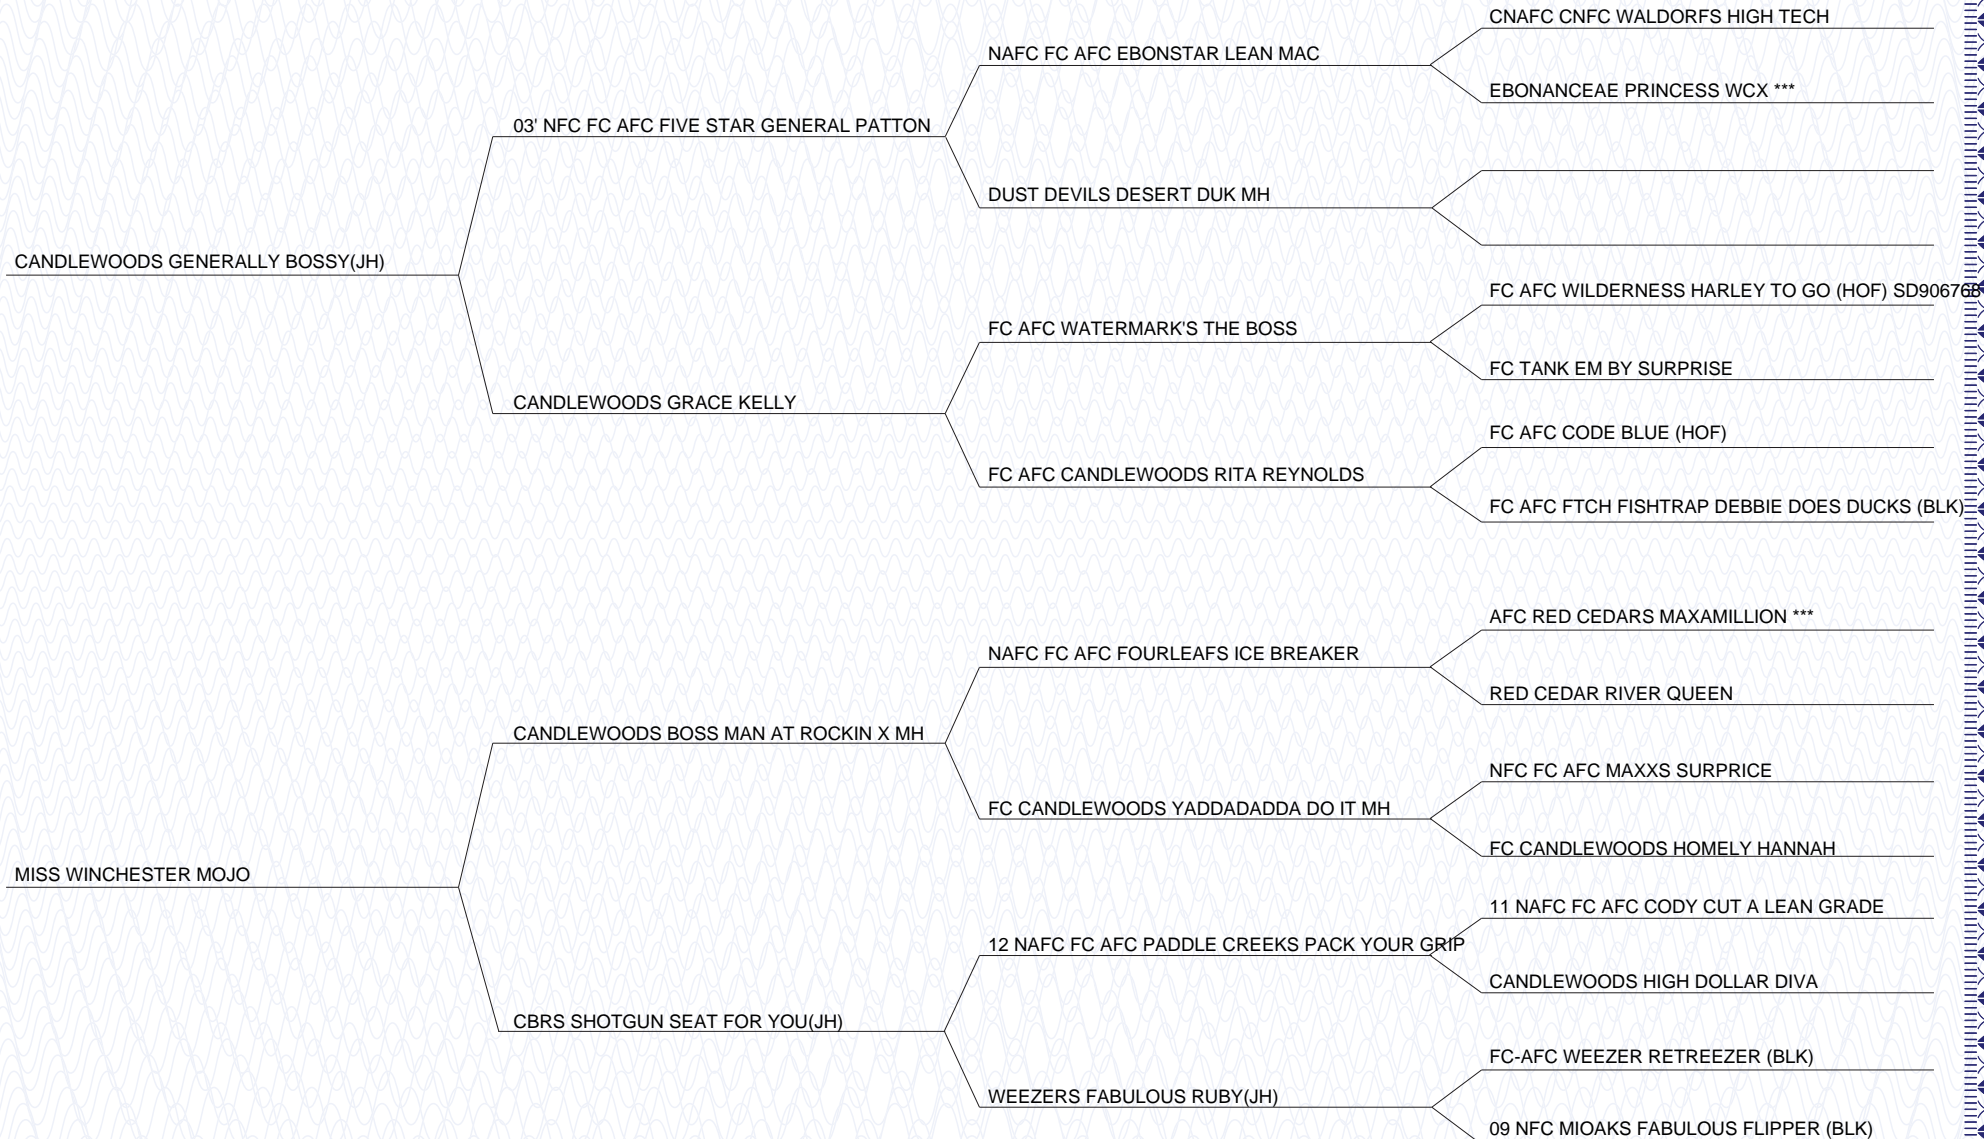 CNAFC CNFC WALDORFS HIGH TECH
NAFC FC AFC EBONSTAR LEAN MAC
EBONANCEAE PRINCESS WCX ***
03' NFC FC AFC FIVE STAR GENERAL PATTON
DUST DEVILS DESERT DUK MH
CANDLEWOODS GENERALLY BOSSY(JH)
FC AFC WILDERNESS HARLEY TO GO (HOF) SD906768
FC AFC WATERMARK'S THE BOSS
FC TANK EM BY SURPRISE
CANDLEWOODS GRACE KELLY
FC AFC CODE BLUE (HOF)
FC AFC CANDLEWOODS RITA REYNOLDS
FC AFC FTCH FISHTRAP DEBBIE DOES DUCKS (BLK)
AFC RED CEDARS MAXAMILLION ***
NAFC FC AFC FOURLEAFS ICE BREAKER
RED CEDAR RIVER QUEEN
CANDLEWOODS BOSS MAN AT ROCKIN X MH
NFC FC AFC MAXXS SURPRICE
FC CANDLEWOODS YADDADADDA DO IT MH
FC CANDLEWOODS HOMELY HANNAH
MISS WINCHESTER MOJO
11 NAFC FC AFC CODY CUT A LEAN GRADE
12 NAFC FC AFC PADDLE CREEKS PACK YOUR GRIP
CANDLEWOODS HIGH DOLLAR DIVA
CBRS SHOTGUN SEAT FOR YOU(JH)
FC-AFC WEEZER RETREEZER (BLK)
WEEZERS FABULOUS RUBY(JH)
09 NFC MIOAKS FABULOUS FLIPPER (BLK)